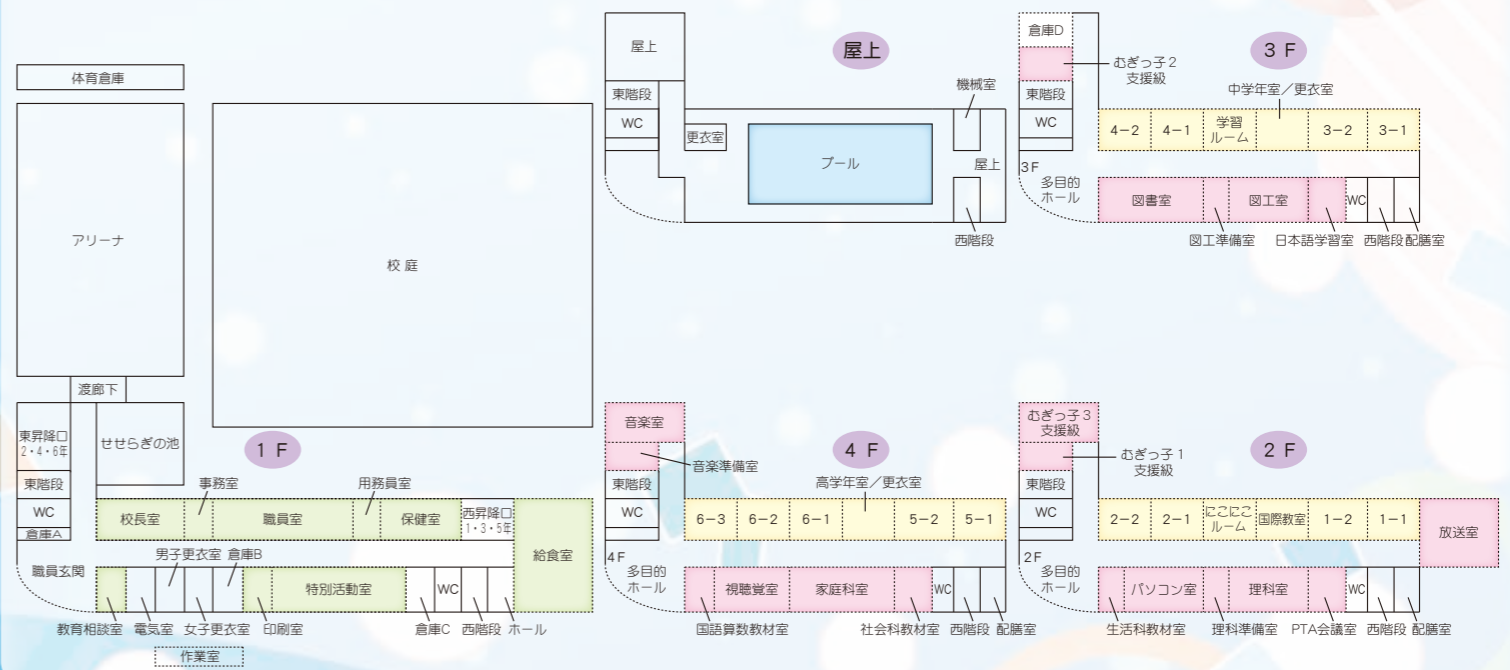 体育倉庫
アリーナ
校庭
渡廊下
東昇降口
2・4・6年
せせらぎの池
1 F
東階段
WC
倉庫A
事務室
用務員室
校長室
職員室
保健室
西昇降口
1・3・5年
給食室
職員玄関
男子更衣室
倉庫B
特別活動室
WC
教育相談室
電気室
女子更衣室
印刷室
倉庫C
西階段
ホール
作業室
屋上
屋上
機械室
東階段
WC
更衣室
プール
屋上
西階段
倉庫D
3 F
むぎっ子2
支援級
中学年室／更衣室
東階段
WC
4−2
4−1
学習
ルーム
3−2
3−1
3F
多目的
ホール
図書室
図工室
WC
図工準備室
日本語学習室
西階段
配膳室
音楽室
4 F
音楽準備室
高学年室／更衣室
東階段
WC
6−3
6−2
6−1
5−2
5−1
4F
多目的
ホール
視聴覚室
家庭科室
WC
国語算数教材室
社会科教材室
西階段
配膳室
むぎっ子3
支援級
2 F
むぎっ子1
支援級
東階段
WC
2−2
2−1
にこにこ
ルーム
国際教室
1−2
1−1
放送室
2F
多目的
ホール
パソコン室
理科室
WC
生活科教材室
理科準備室
PTA会議室
西階段
配膳室